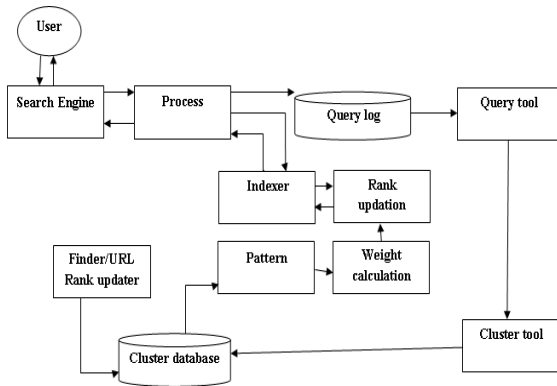 User
Search Engine
Process
Query log
Query tool
Indexer
Rank
updation
Finder/URL
Rank updater
Pattern
Weight
calculation
Cluster database
Cluster tool